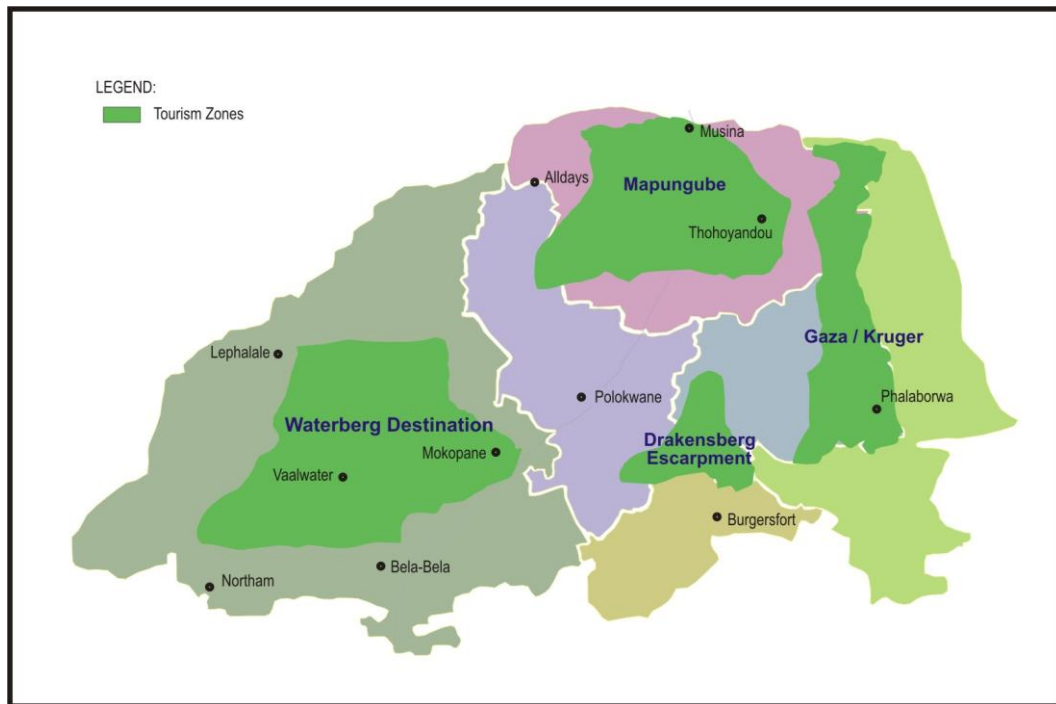 LEGEND:
Tourism Zones
Musina
Alldays
Mapungube
Thohoyandou
Gaza / Kruger
Lephalale
Phalaborwa
Polokwane
Waterberg Destination
Drakensberg
Escarpment
Mokopane
Vaalwater
Burgersfort
Bela-Bela
Northam